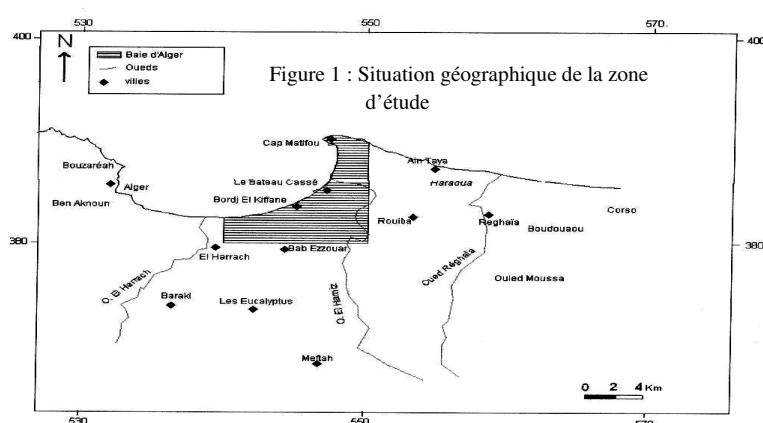 530
550
570
400
400
N
Baie d'Alger
Oueds
villes
Figure 1 : Situation géographique de la zone
d'étude
Cap Matifou
Ain Taya
Bouzaréah
Alger
Le Bateau Cassé
Haraoua
Ben Aknoun
Bordj El Kiffane
Rouiba
Réghaïa
Corso
Boudouaou
380
380
El Harrach
Bab Ezzouar
O. El Harrach
O. El Hamiz
Oued Réghaïa
Ouled Moussa
Baraki
Les Eucalyptus
Meftah
0 2 4 Km
530
550
570